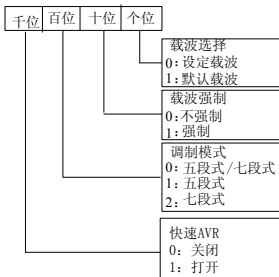 千位 百位 十位 个位
载波选择
0:设定载波
1:默认载波
载波强制
0:不强制
1:强制
调制模式
0:五段式/七段式
1:五段式
2:七段式
快速AVR
0:关闭
1:打开